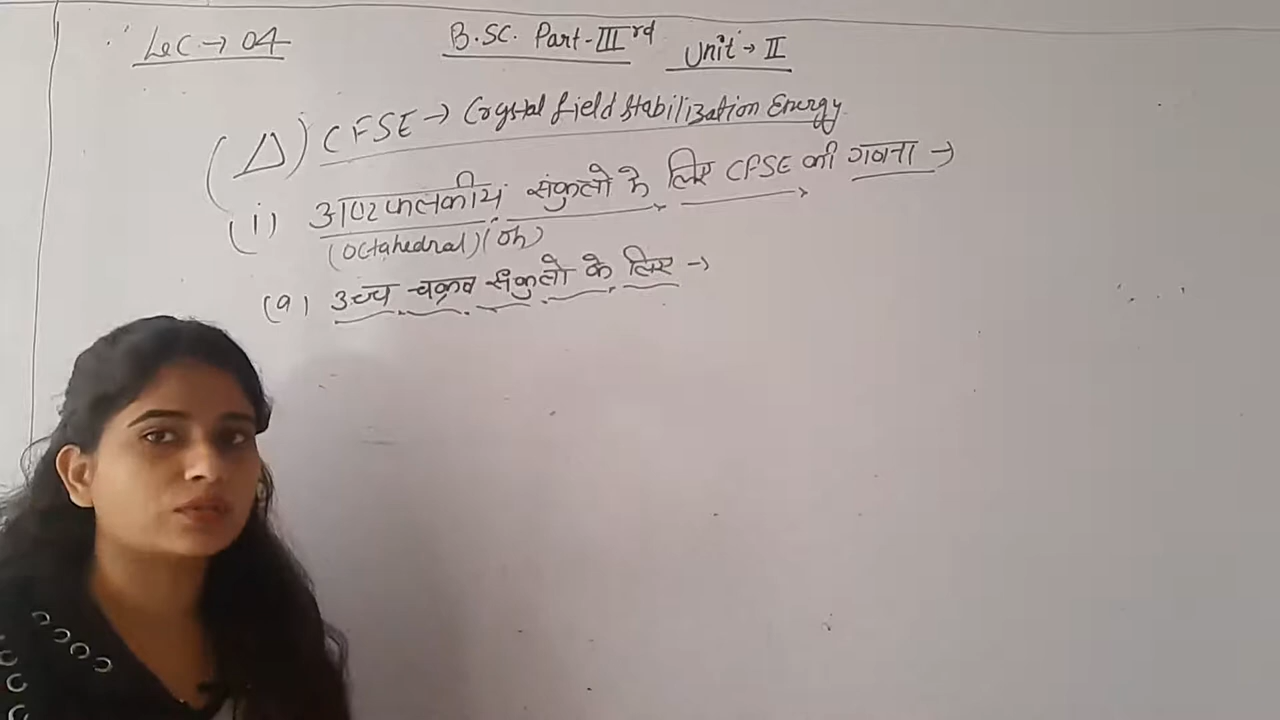 Lec → 04
B.SC. Part-III rd
Unit → II
(Δ) CFSE → Crystal field stabilization Energy
(i) अष्टफलकीय संकुलो के लिए CFSE की गणना →
(Octahedral) (Oh)
(a) उच्च चक्रण संकुलो के लिए →